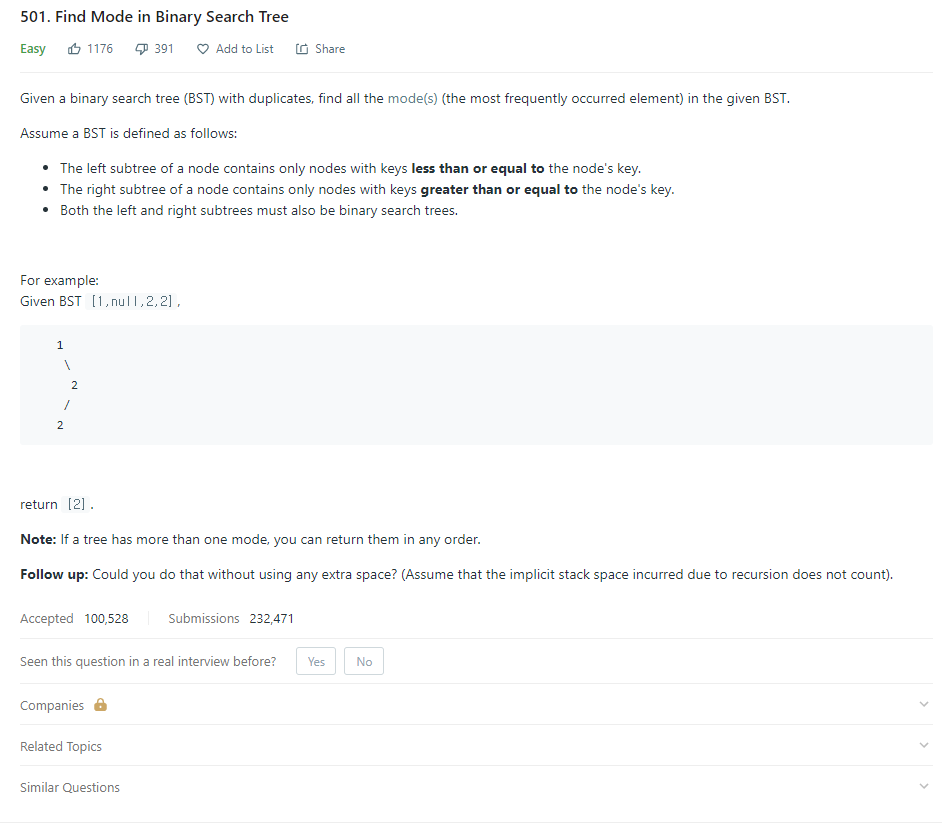 501. Find Mode in Binary Search Tree
Easy 1176 391 Add to List Share
Given a binary search tree (BST) with duplicates, find all the mode(s) (the most frequently occurred element) in the given BST.
Assume a BST is defined as follows:
• The left subtree of a node contains only nodes with keys less than or equal to the node's key.
• The right subtree of a node contains only nodes with keys greater than or equal to the node's key.
• Both the left and right subtrees must also be binary search trees.
For example:
Given BST [1,null,2,2],
1
\
2
/
2
return [2].
Note: If a tree has more than one mode, you can return them in any order.
Follow up: Could you do that without using any extra space? (Assume that the implicit stack space incurred due to recursion does not count).
Accepted 100,528 Submissions 232,471
Seen this question in a real interview before? Yes No
Companies
Related Topics
Similar Questions